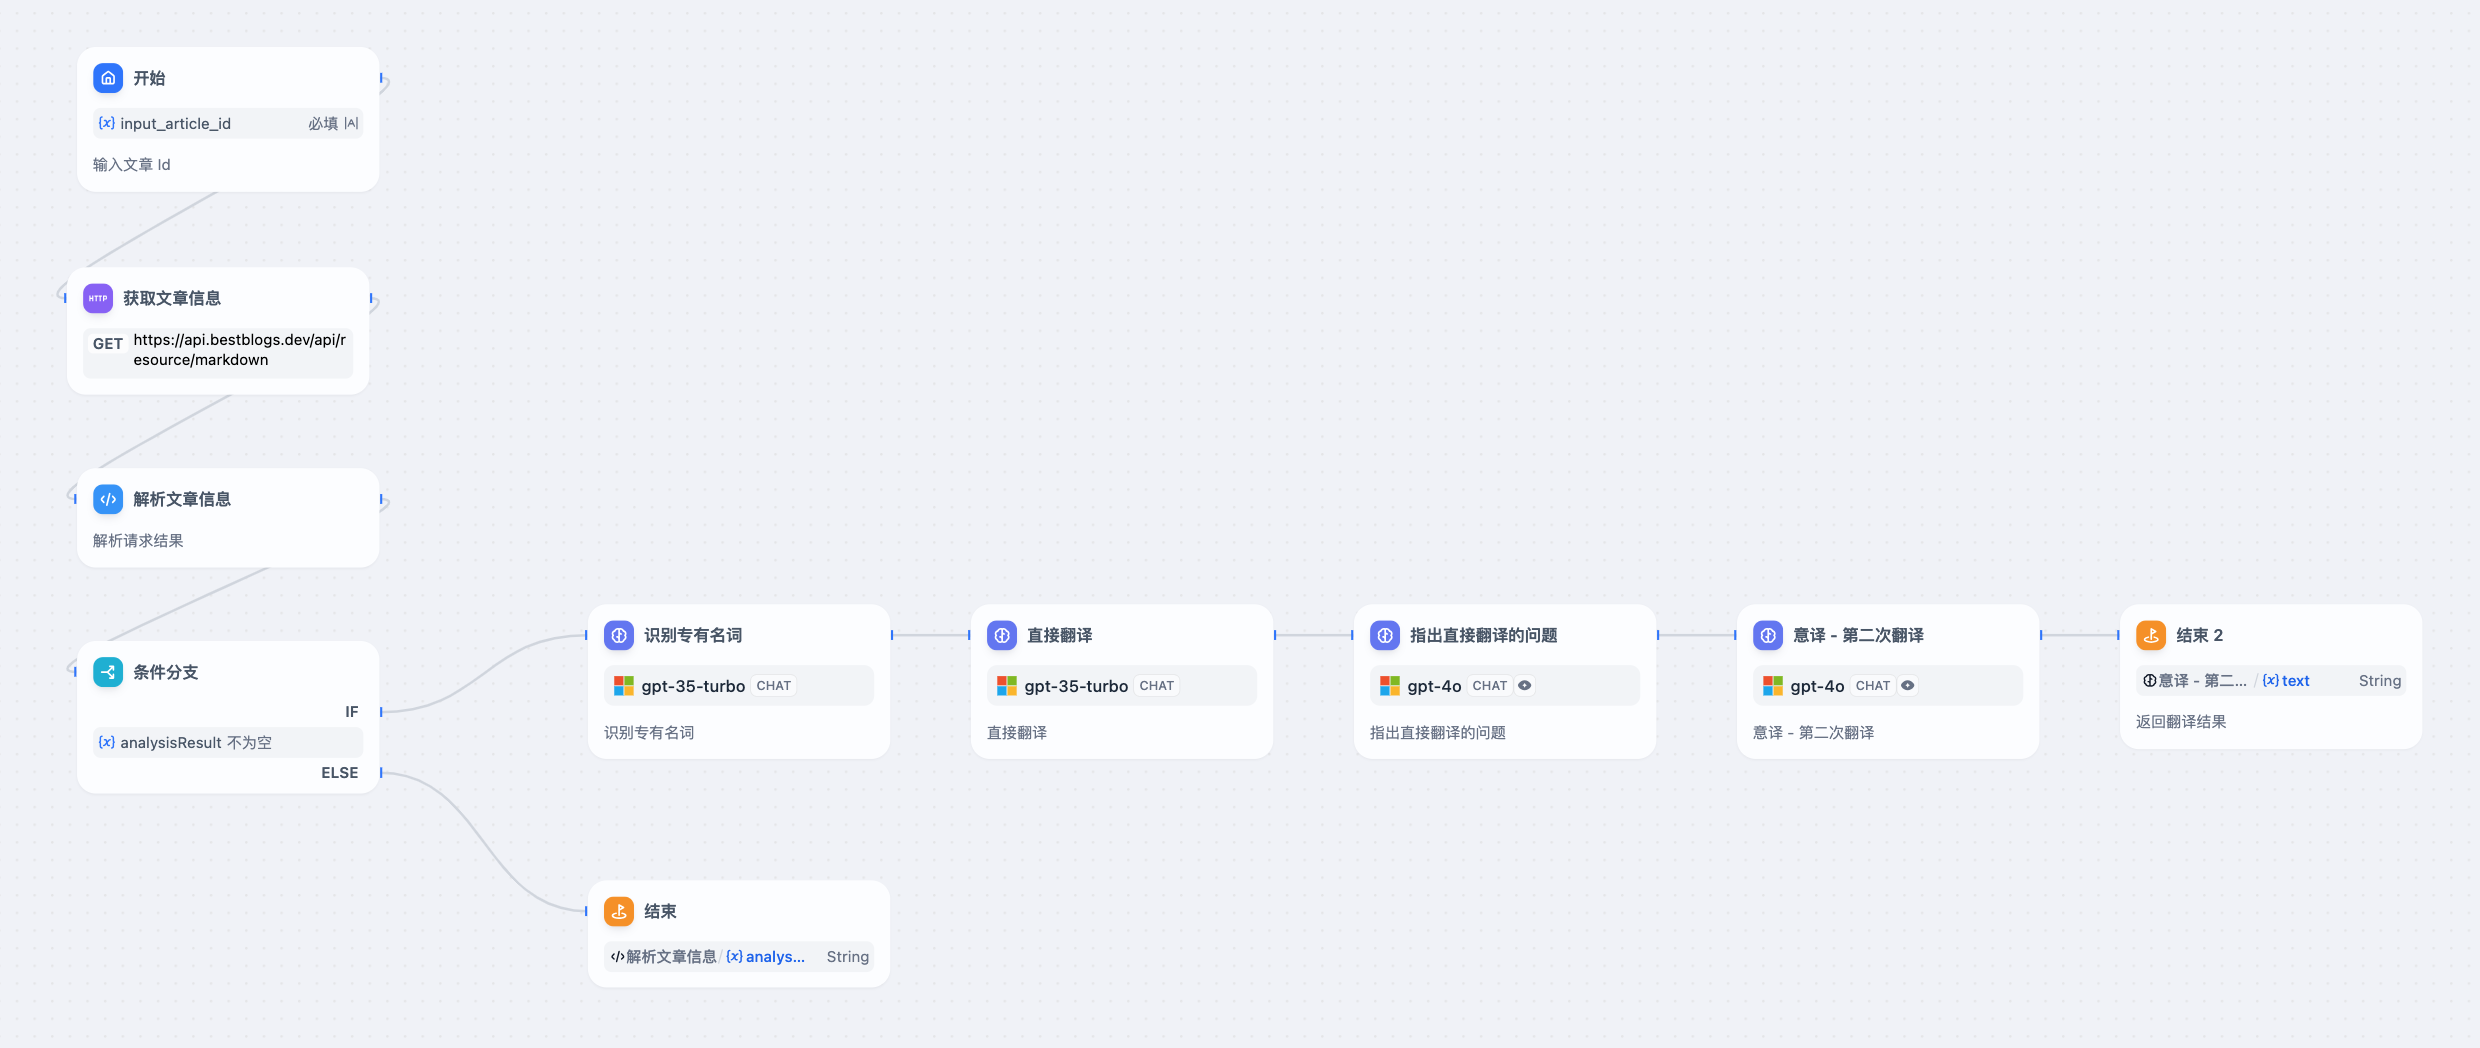 开始
{x} input_article_id 必填
输入文章 Id
HTTP 获取文章信息
GET https://api.bestblogs.dev/api/r
esource/markdown
解析文章信息
解析请求结果
条件分支
IF
{x} analysisResult 不为空
ELSE
识别专有名词
gpt-35-turbo CHAT
识别专有名词
直接翻译
gpt-35-turbo CHAT
直接翻译
指出直接翻译的问题
gpt-4o CHAT
指出直接翻译的问题
意译 - 第二次翻译
gpt-4o CHAT
意译 - 第二次翻译
结束 2
意译 - 第二... / {x} text String
返回翻译结果
结束
</> 解析文章信息 / {x} analys... String